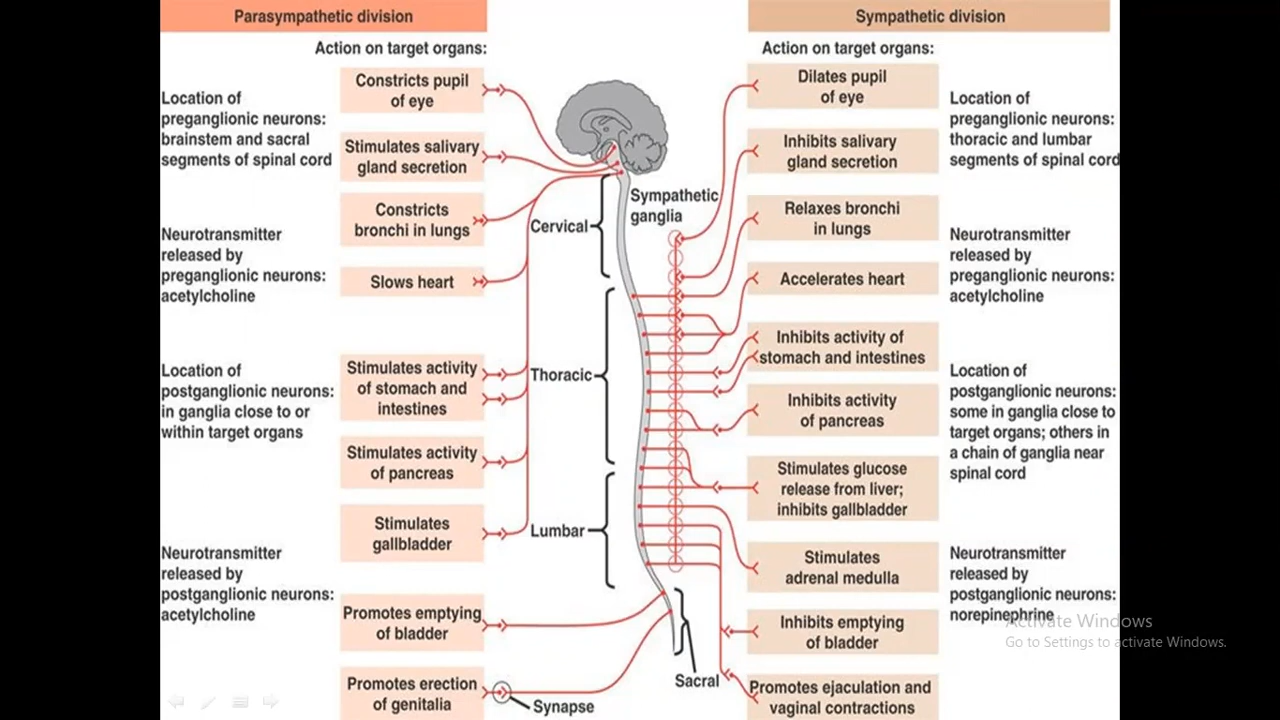 Parasympathetic division
Action on target organs:
Location of
preganglionic neurons:
brainstem and sacral
segments of spinal cord
Neurotransmitter
released by
preganglionic neurons:
acetylcholine
Location of
postganglionic neurons:
in ganglia close to or
within target organs
Neurotransmitter
released by
postganglionic neurons:
acetylcholine
Constricts pupil
of eye
Stimulates salivary
gland secretion
Constricts
bronchi in lungs
Slows heart
Stimulates activity
of stomach and
intestines
Stimulates activity
of pancreas
Stimulates
gallbladder
Promotes emptying
of bladder
Promotes erection
of genitalia
Cervical
Thoracic
Lumbar
Sacral
Synapse
Sympathetic
ganglia
Sympathetic division
Action on target organs:
Dilates pupil
of eye
Inhibits salivary
gland secretion
Relaxes bronchi
in lungs
Accelerates heart
Inhibits activity of
stomach and intestines
Inhibits activity
of pancreas
Stimulates glucose
release from liver;
inhibits gallbladder
Stimulates
adrenal medulla
Inhibits emptying
of bladder
Promotes ejaculation and
vaginal contractions
Location of
preganglionic neurons:
thoracic and lumbar
segments of spinal cord
Neurotransmitter
released by
preganglionic neurons:
acetylcholine
Location of
postganglionic neurons:
some in ganglia close to
target organs; others in
a chain of ganglia near
spinal cord
Neurotransmitter
released by
postganglionic neurons:
norepinephrine
Activate Windows
Go to Settings to activate Windows.